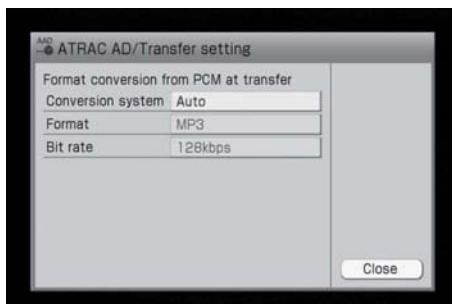 AAD
ATRAC AD/Transfer setting
Format conversion from PCM at transfer
Conversion system Auto
Format MP3
Bit rate 128kbps
Close